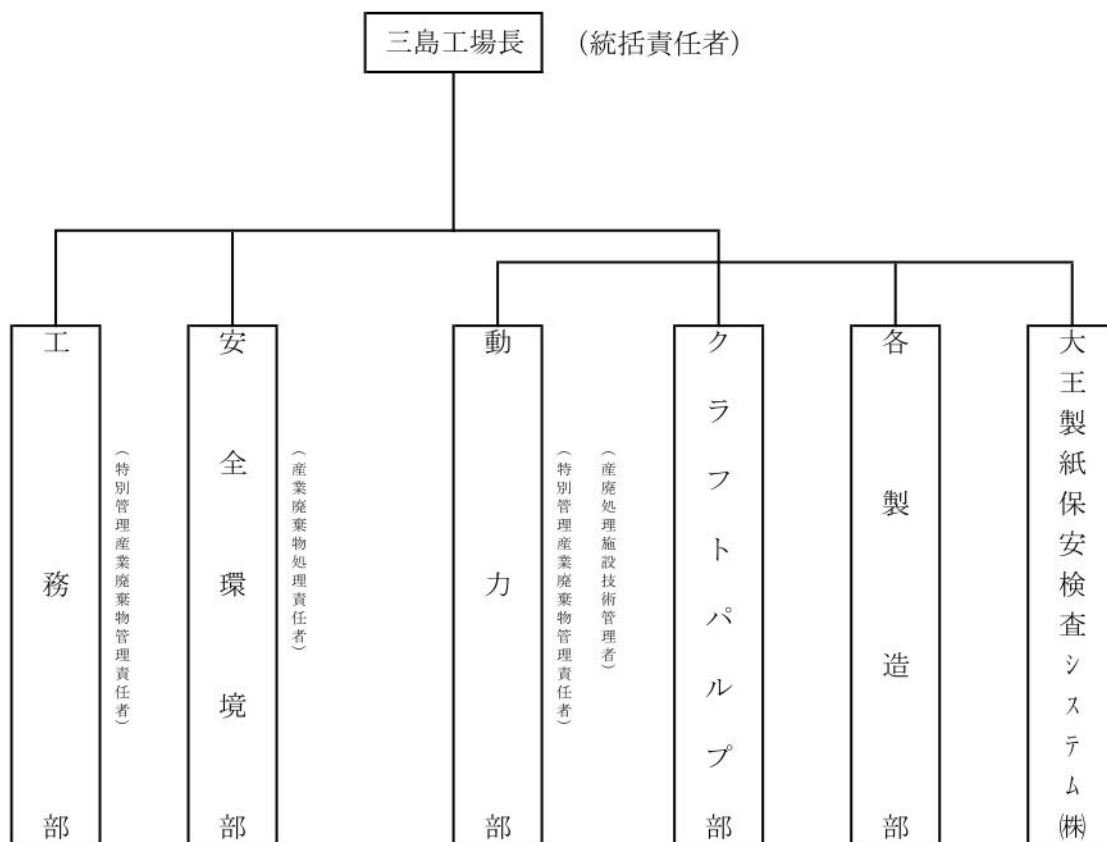 三島工場長
(統括責任者)
工務部
(特別管理産業廃棄物管理責任者)
安全環境部
(産業廃棄物処理責任者)
動力部
(特別管理産業廃棄物管理責任者)
(産廃処理施設技術管理者)
クラフトパルプ部
各製造部
大王製紙保安検査システム㈱